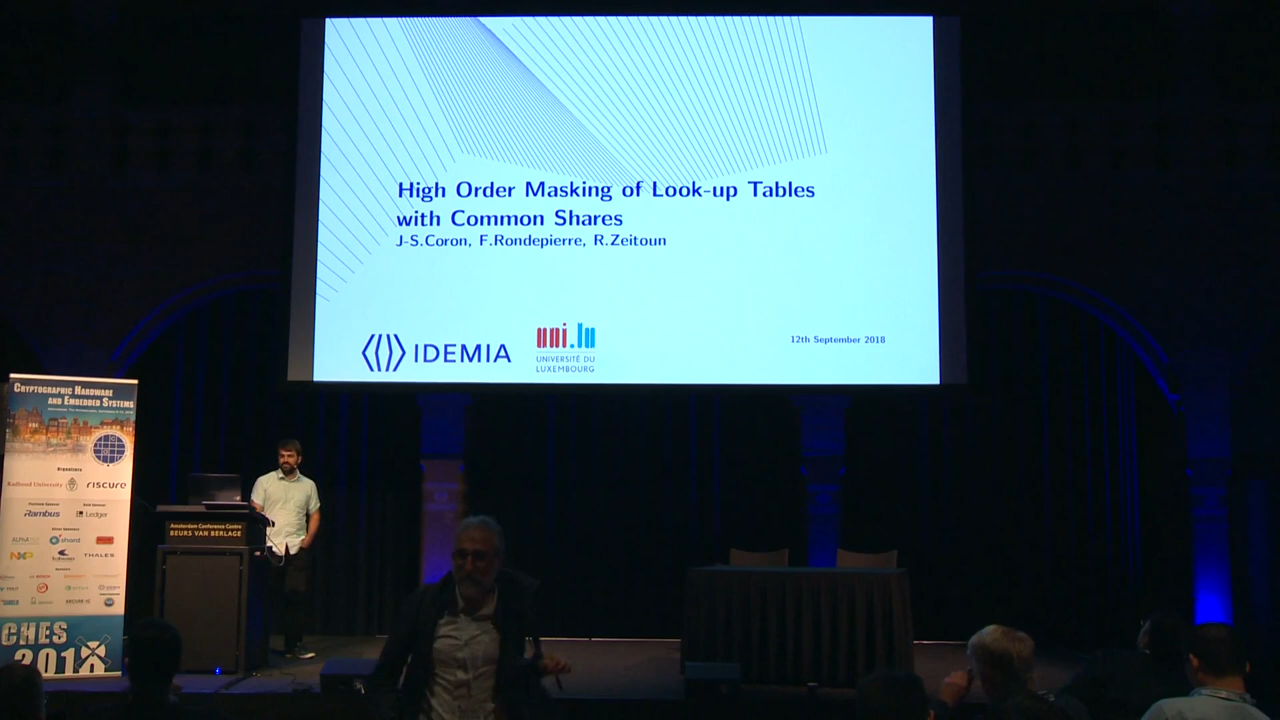 High Order Masking of Look-up Tables
with Common Shares
J-S.Coron, F.Rondepierre, R.Zeitoun
IDEMIA
uni.lu
UNIVERSITÉ DU
LUXEMBOURG
12th September 2018
CRYPTOGRAPHIC HARDWARE
AND EMBEDDED SYSTEMS
Organizers
Radboud University
riscure
Rambus
Ledger
NXP
THALES
CHES
2018
Amsterdam Conference Centre
BEURS VAN BERLAGE